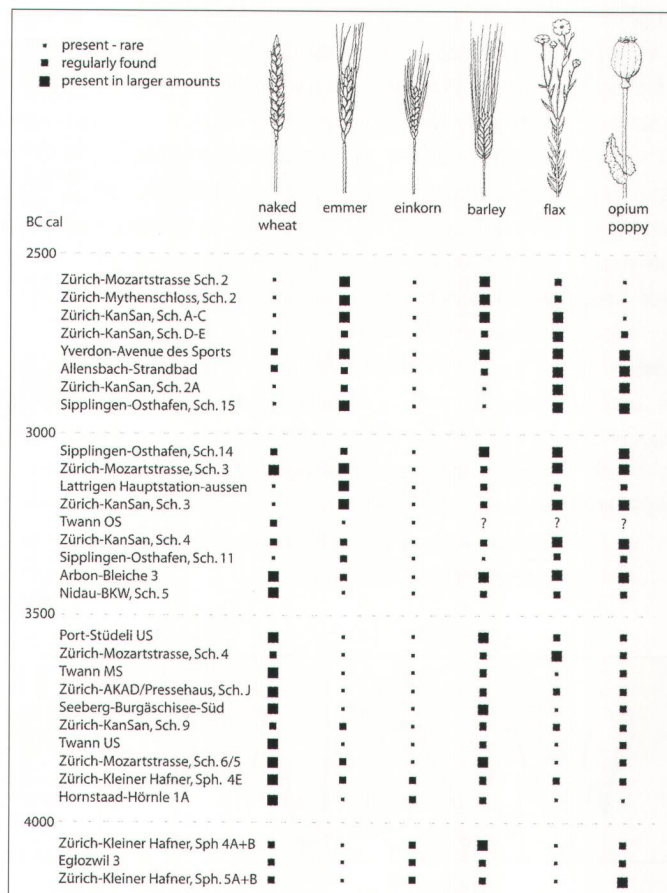 present - rare
regularly found
present in larger amounts
BC cal
naked wheat emmer einkorn barley flax opium poppy
2500
Zürich-Mozartstrasse Sch. 2
Zürich-Mythenschloss, Sch. 2
Zürich-KanSan, Sch. A-C
Zürich-KanSan, Sch. D-E
Yverdon-Avenue des Sports
Allensbach-Strandbad
Zürich-KanSan, Sch. 2A
Sipplingen-Osthafen, Sch. 15
3000
Sipplingen-Osthafen, Sch.14
Zürich-Mozartstrasse, Sch. 3
Lattrigen Hauptstation-aussen
Zürich-KanSan, Sch. 3
Twann OS ? ? ?
Zürich-KanSan, Sch. 4
Sipplingen-Osthafen, Sch. 11
Arbon-Bleiche 3
Nidau-BKW, Sch. 5
3500
Port-Stüdeli US
Zürich-Mozartstrasse, Sch. 4
Twann MS
Zürich-AKAD/Pressehaus, Sch. J
Seeberg-Burgäschisee-Süd
Zürich-KanSan, Sch. 9
Twann US
Zürich-Mozartstrasse, Sch. 6/5
Zürich-Kleiner Hafner, Sph. 4E
Hornstaad-Hörnle 1A
4000
Zürich-Kleiner Hafner, Sph 4A+B
Eglozwil 3
Zürich-Kleiner Hafner, Sph. 5A+B